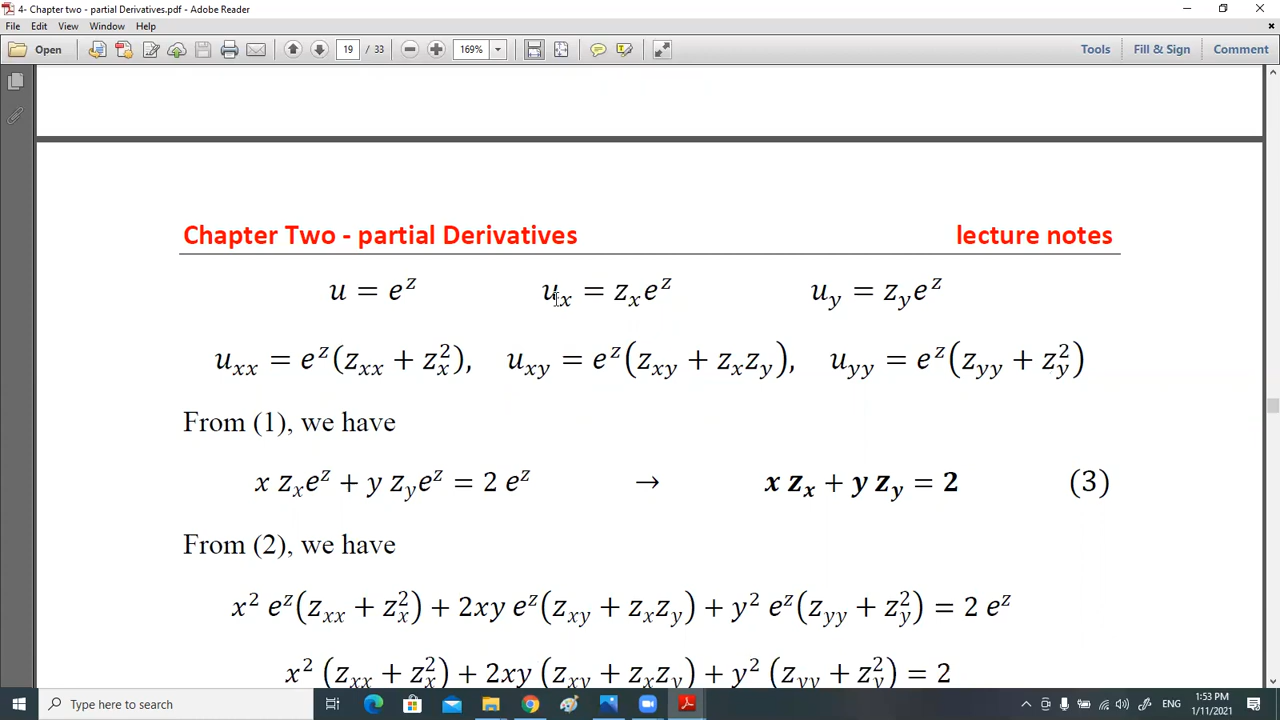 4- Chapter two - partial Derivatives.pdf - Adobe Reader
File Edit View Window Help
Open 19 / 33 169% Tools Fill & Sign Comment
Chapter Two - partial Derivatives lecture notes
u = e^z u_x = z_x e^z u_y = z_y e^z
u_xx = e^z(z_xx + z_x^2), u_xy = e^z(z_xy + z_x z_y), u_yy = e^z(z_yy + z_y^2)
From (1), we have
x z_x e^z + y z_y e^z = 2 e^z → x z_x + y z_y = 2 (3)
From (2), we have
x^2 e^z(z_xx + z_x^2) + 2xy e^z(z_xy + z_x z_y) + y^2 e^z(z_yy + z_y^2) = 2 e^z
x^2 (z_xx + z_x^2) + 2xy (z_xy + z_x z_y) + y^2 (z_yy + z_y^2) = 2
Type here to search
ENG
1:53 PM
1/11/2021